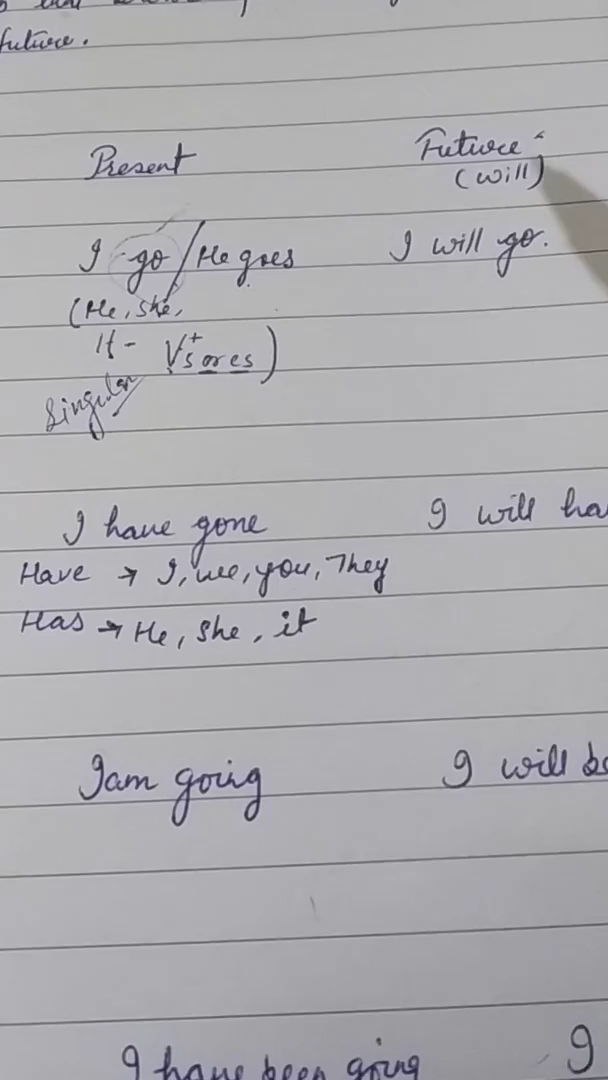 future.
Present
Future
(will)
I go/He goes
I will go.
(He, she,
It - V+s or es)
Singular
I have gone
I will ha
Have → I, we, you, They
Has → He, she, it
I am going
I will be
I have been going
I